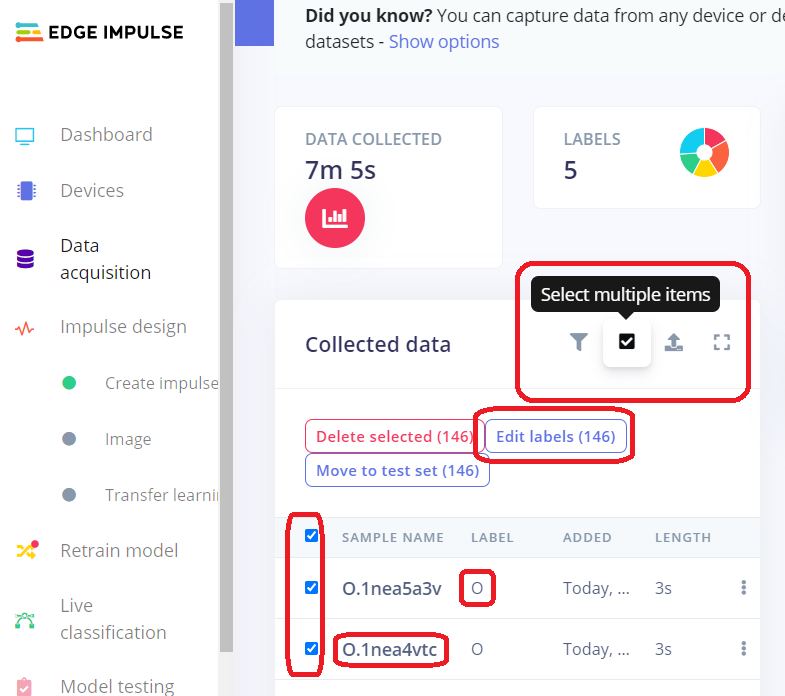 EDGE IMPULSE
Did you know? You can capture data from any device or de
datasets - Show options
Dashboard
Devices
Data
acquisition
Impulse design
Create impulse
Image
Transfer learni
Retrain model
Live
classification
Model testing
DATA COLLECTED
7m 5s
LABELS
5
Select multiple items
Collected data
Delete selected (146)
Edit labels (146)
Move to test set (146)
SAMPLE NAME LABEL ADDED LENGTH
O.1nea5a3v O Today, ... 3s
O.1nea4vtc O Today, ... 3s